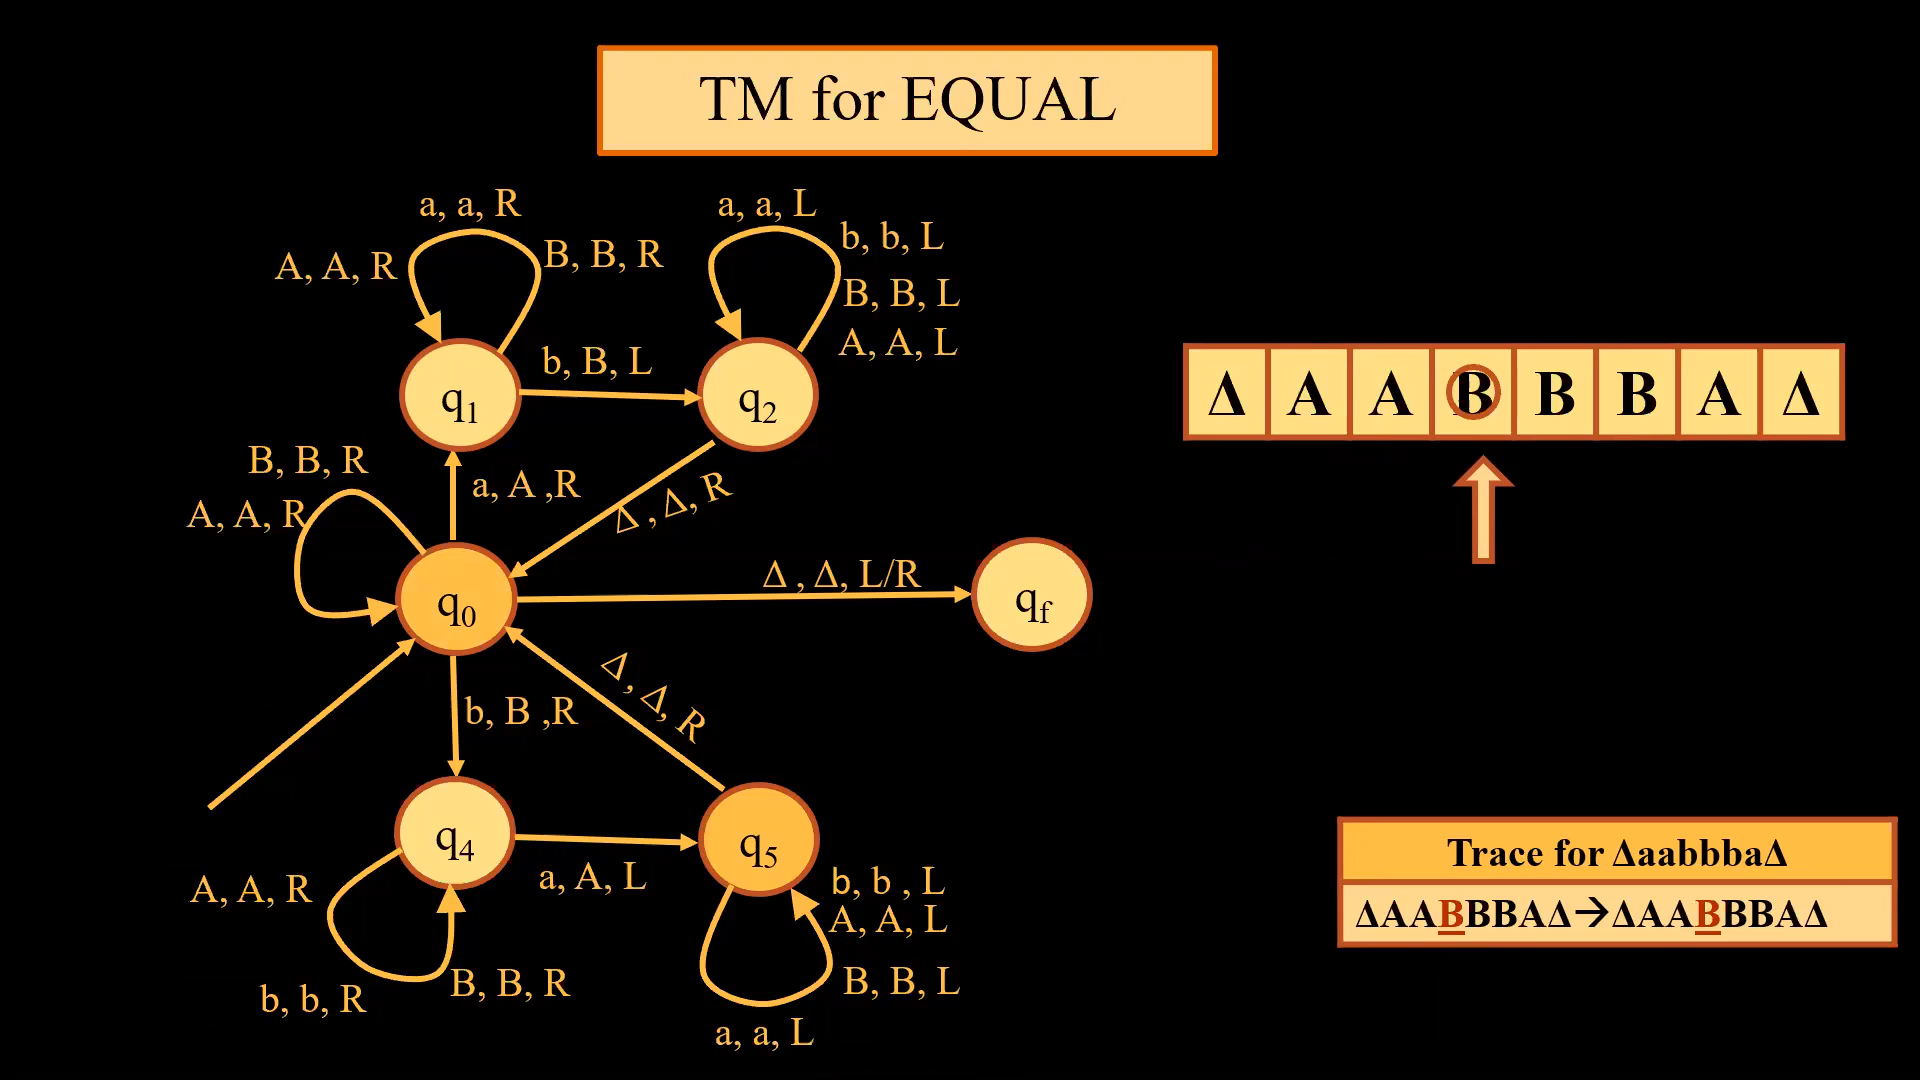 TM for EQUAL
a, a, R
A, A, R
B, B, R
a, a, L
b, b, L
B, B, L
A, A, L
q1
b, B, L
q2
Δ A A B B B A Δ
B, B, R
A, A, R
a, A ,R
Δ , Δ, R
q0
Δ , Δ, L/R
qf
b, B ,R
Δ, Δ, R
q4
a, A, L
q5
A, A, R
b, b, R
B, B, R
b, b , L
A, A, L
B, B, L
a, a, L
Trace for ΔaabbbaΔ
ΔAABBBAΔ→ΔAABBBAΔ